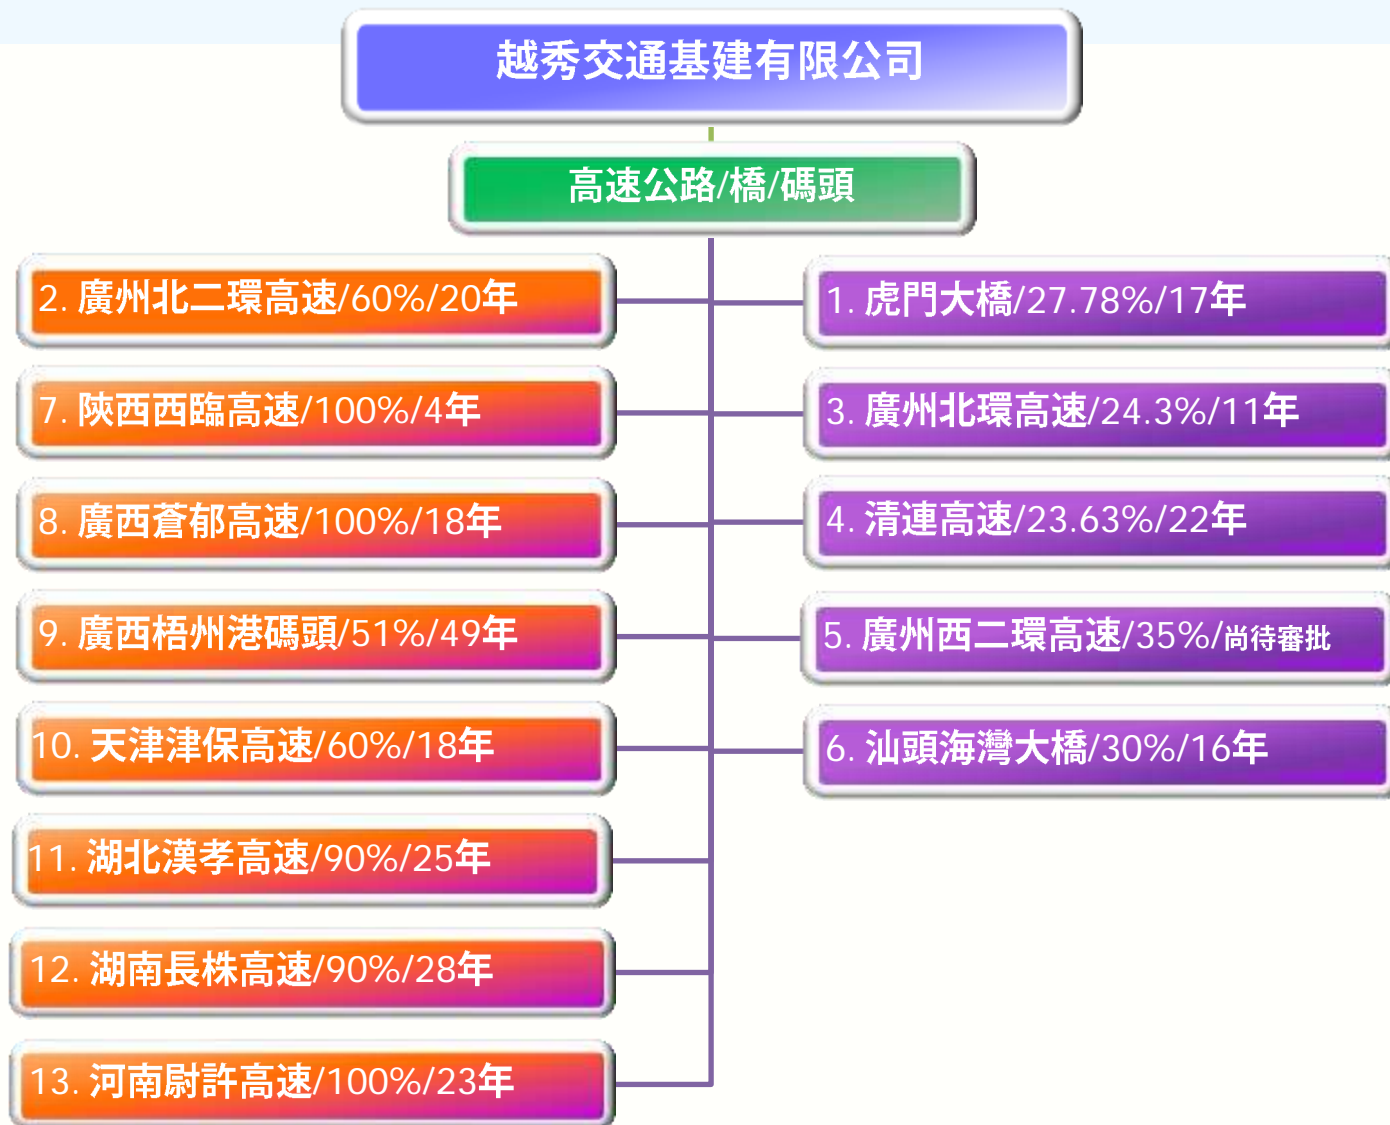 越秀交通基建有限公司
高速公路/橋/碼頭
2. 廣州北二環高速/60%/20年
7. 陝西西臨高速/100%/4年
8. 廣西蒼郁高速/100%/18年
9. 廣西梧州港碼頭/51%/49年
10. 天津津保高速/60%/18年
11. 湖北漢孝高速/90%/25年
12. 湖南長株高速/90%/28年
13. 河南尉許高速/100%/23年
1. 虎門大橋/27.78%/17年
3. 廣州北環高速/24.3%/11年
4. 清連高速/23.63%/22年
5. 廣州西二環高速/35%/尚待審批
6. 汕頭海灣大橋/30%/16年